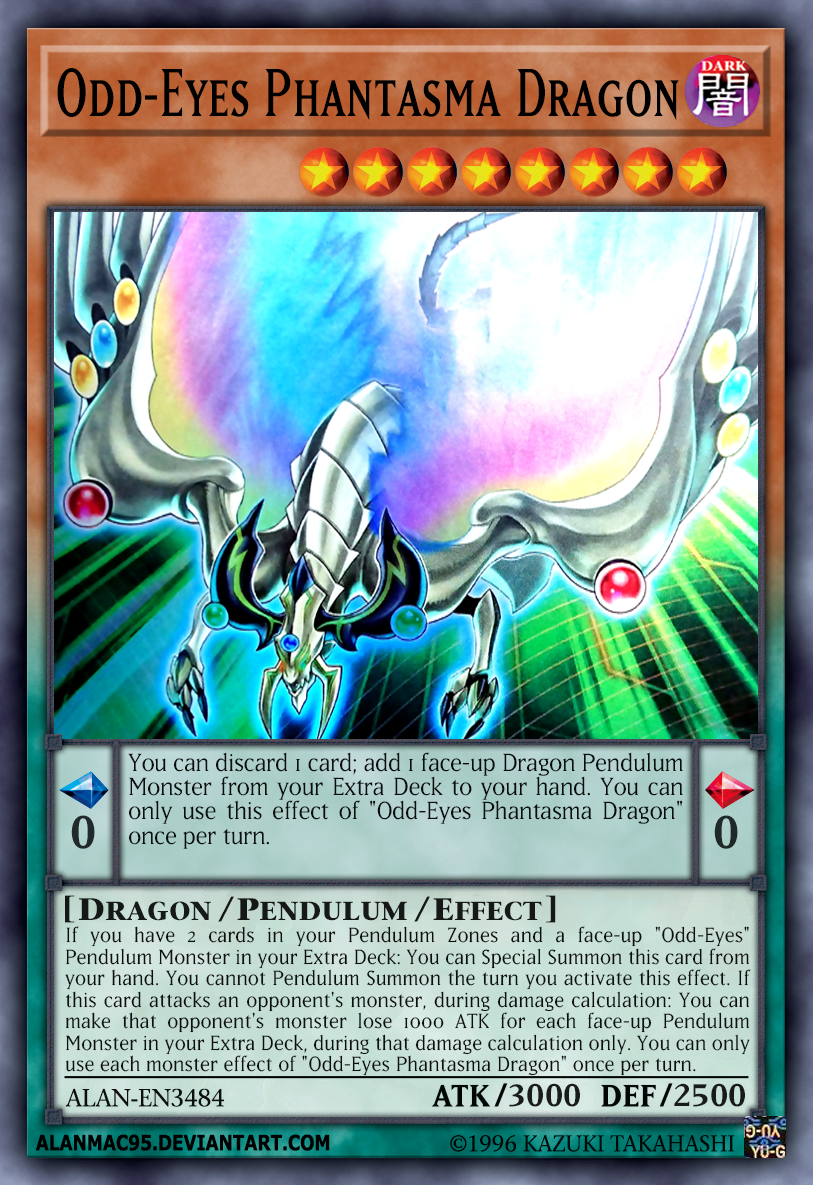 Odd-Eyes Phantasma Dragon
DARK
闇
You can discard 1 card; add 1 face-up Dragon Pendulum
Monster from your Extra Deck to your hand. You can
only use this effect of "Odd-Eyes Phantasma Dragon"
once per turn.
0
0
[Dragon /Pendulum /Effect]
If you have 2 cards in your Pendulum Zones and a face-up "Odd-Eyes"
Pendulum Monster in your Extra Deck: You can Special Summon this card from
your hand. You cannot Pendulum Summon the turn you activate this effect. If
this card attacks an opponent's monster, during damage calculation: You can
make that opponent's monster lose 1000 ATK for each face-up Pendulum
Monster in your Extra Deck, during that damage calculation only. You can only
use each monster effect of "Odd-Eyes Phantasma Dragon" once per turn.
ALAN-EN3484
ATK/3000 DEF/2500
ALANMAC95.DEVIANTART.COM
©1996 KAZUKI TAKAHASHI
YU-G
YU-G